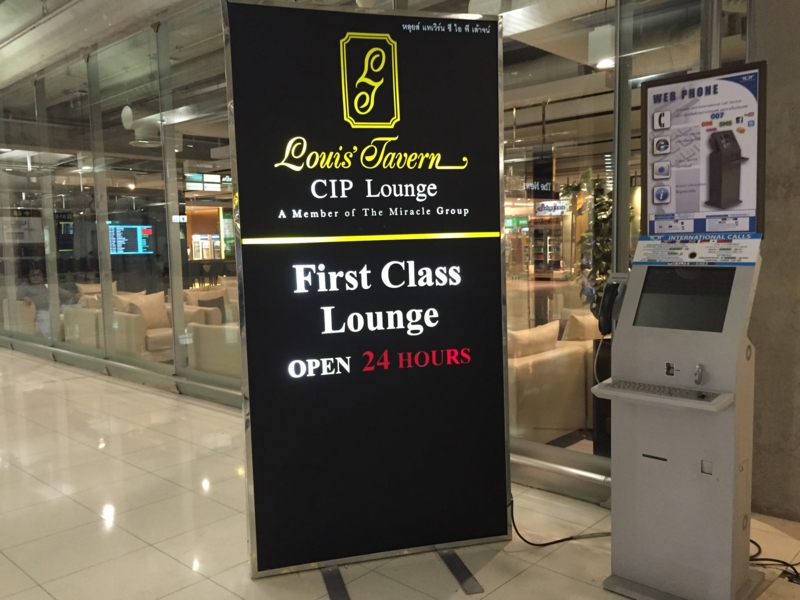 หลุยส์ แทเวิร์น ซี ไอ พี เล้าจน์
LT
Louis' Tavern
CIP Lounge
A Member of The Miracle Group
First Class
Lounge
OPEN 24 HOURS
WEB PHONE
007
INTERNATIONAL CALLS